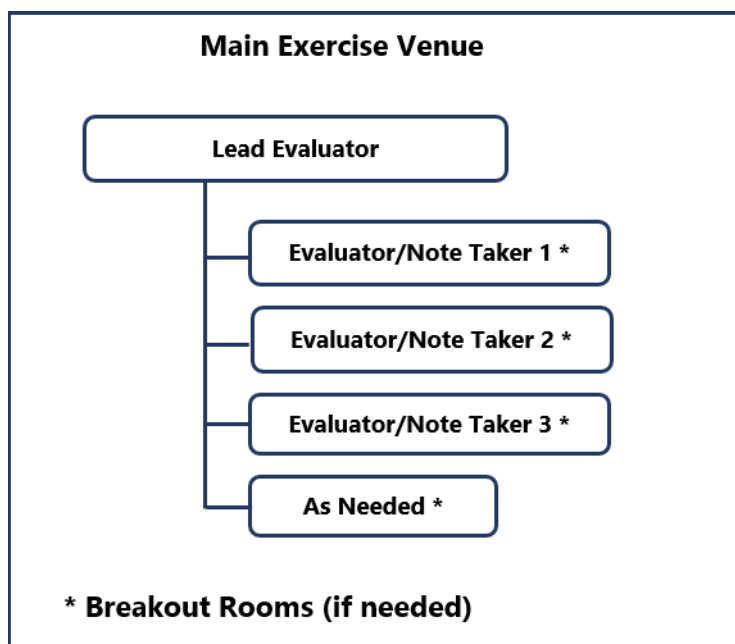 Main Exercise Venue
Lead Evaluator
Evaluator/Note Taker 1 *
Evaluator/Note Taker 2 *
Evaluator/Note Taker 3 *
As Needed *
* Breakout Rooms (if needed)